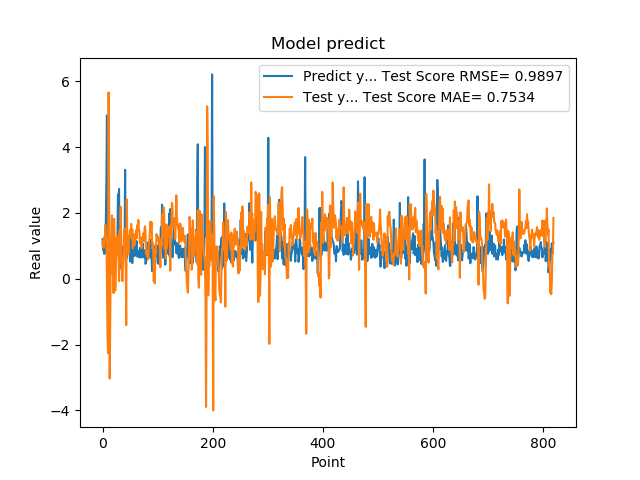 Model predict
Predict y... Test Score RMSE= 0.9897
Test y... Test Score MAE= 0.7534
Real value
6
4
2
0
−2
−4
0 200 400 600 800
Point